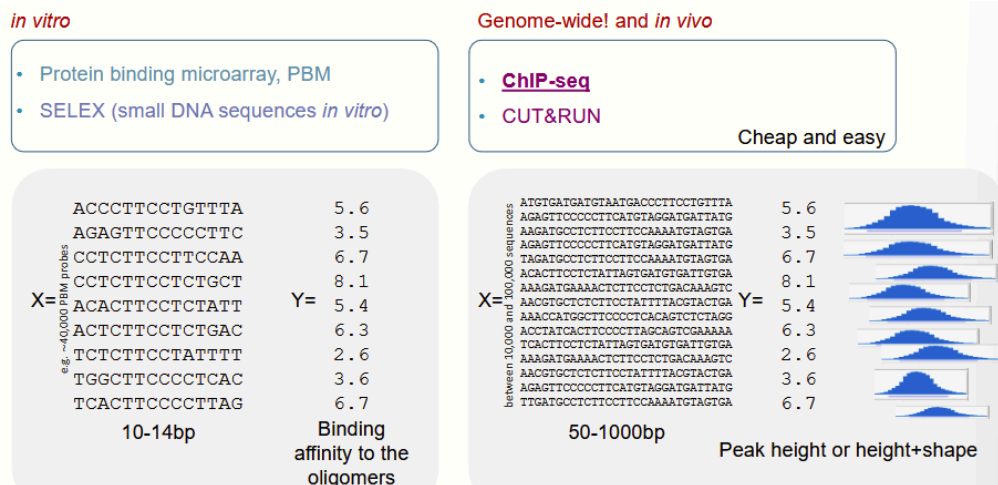 in vitro
• Protein binding microarray, PBM
• SELEX (small DNA sequences in vitro)
X=
e.g. ~40,000 PBM probes
ACCCTTCCTGTTTA
AGAGTTCCCCCTTC
CCTCTTCCTTCCAA
CCTCTTCCTCTGCT
ACACTTCCTCTATT
ACTCTTCCTCTGAC
TCTCTTCCTATTTT
TGGCTTCCCCTCAC
TCACTTCCCCTTAG
10-14bp
Y=
5.6
3.5
6.7
8.1
5.4
6.3
2.6
3.6
6.7
Binding
affinity to the
oligomers
Genome-wide! and in vivo
• ChIP-seq
• CUT&RUN
Cheap and easy
X=
between 10,000 and 100,000 sequences
ATGTGATGATGTAATGACCCTTCCTGTTTA
AGAGTTCCCCCTTCATGTAGGATGATTATG
AAGATGCCTCTTCCTTCCAAAATGTAGTGA
AGAGTTCCCCCTTCATGTAGGATGATTATG
TAGATGCCTCTTCCTTCCAAAATGTAGTGA
ACACTTCCTCTATTAGTGATGTGATTGTGA
AAAGATGAAAACTCTTCCTCTGACAAAGTC
AACGTGCTCTCTTCCTATTTTACGTACTGA
AAACCATGGCTTCCCCTCACAGTCTCTAGG
ACCTATCACTTCCCCTTAGCAGTCGAAAAA
TCACTTCCTCTATTAGTGATGTGATTGTGA
AAAGATGAAAACTCTTCCTCTGACAAAGTC
AACGTGCTCTCTTCCTATTTTACGTACTGA
AGAGTTCCCCCTTCATGTAGGATGATTATG
TTGATGCCTCTTCCTTCCAAAATGTAGTGA
50-1000bp
Y=
5.6
3.5
6.7
8.1
5.4
6.3
2.6
3.6
6.7
Peak height or height+shape